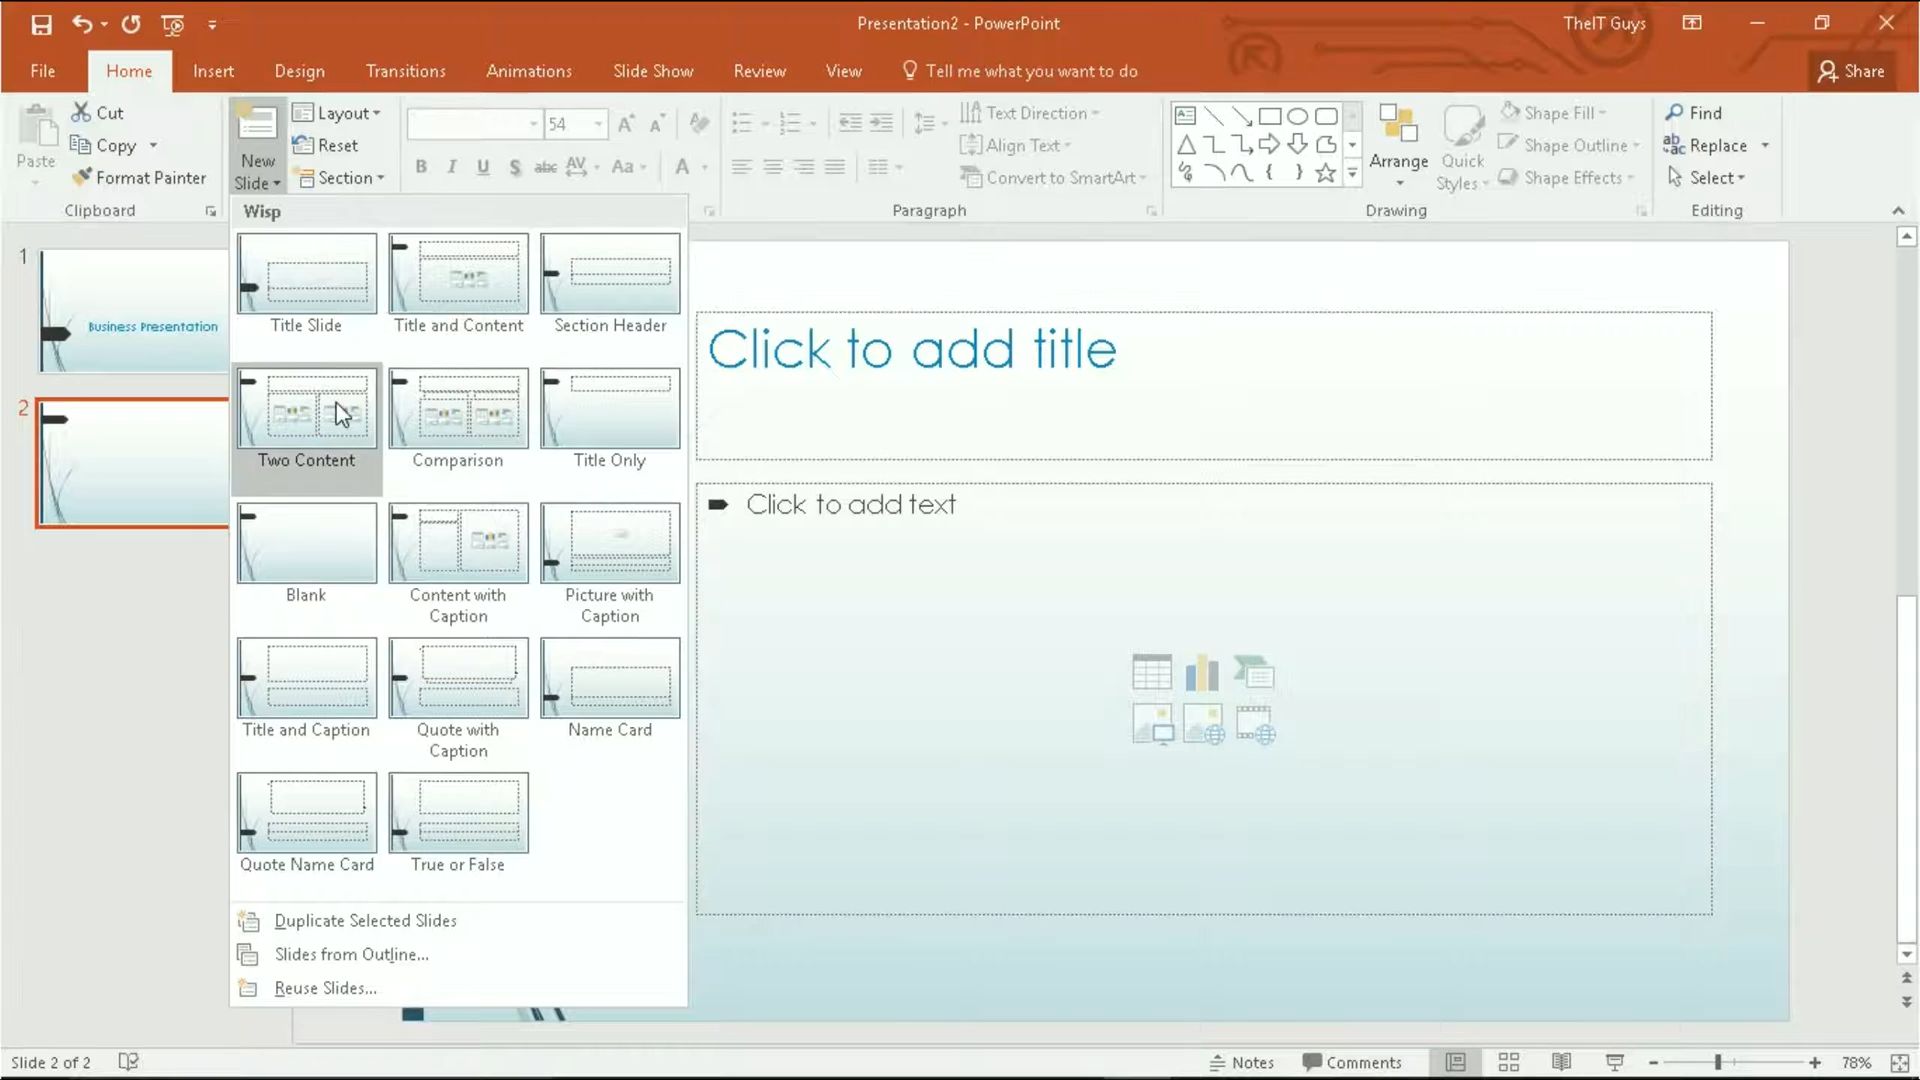 Presentation2 - PowerPoint
TheIT Guys
File Home Insert Design Transitions Animations Slide Show Review View Tell me what you want to do Share
Paste
Cut
Copy
Format Painter
Clipboard
New Slide
Layout
Reset
Section
54
B I U S abc AV Aa A
Text Direction
Align Text
Convert to SmartArt
Paragraph
Arrange
Quick Styles
Shape Fill
Shape Outline
Shape Effects
Drawing
Find
Replace
Select
Editing
Wisp
Title Slide
Title and Content
Section Header
Two Content
Comparison
Title Only
Blank
Content with
Caption
Picture with
Caption
Title and Caption
Quote with
Caption
Name Card
Quote Name Card
True or False
Duplicate Selected Slides
Slides from Outline...
Reuse Slides...
1
Business Presentation
2
Click to add title
Click to add text
Slide 2 of 2
Notes Comments 78%